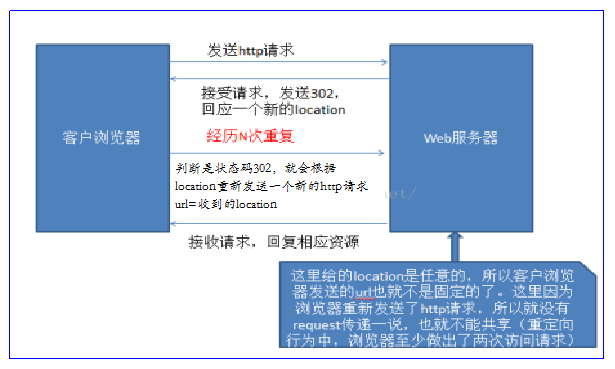 发送http请求
接受请求，发送302，
回应一个新的location
客户浏览器
经历N次重复
Web服务器
判断是状态码302，就会根据
location重新发送一个新的http请求
url=收到的location
et/
接收请求，回复相应资源
这里给的location是任意的，所以客户浏览
器发送的url也就不是固定的了。这里因为
浏览器重新发送了http请求，所以就没有
request传递一说，也就不能共享（重定向
行为中，浏览器至少做出了两次访问请求）